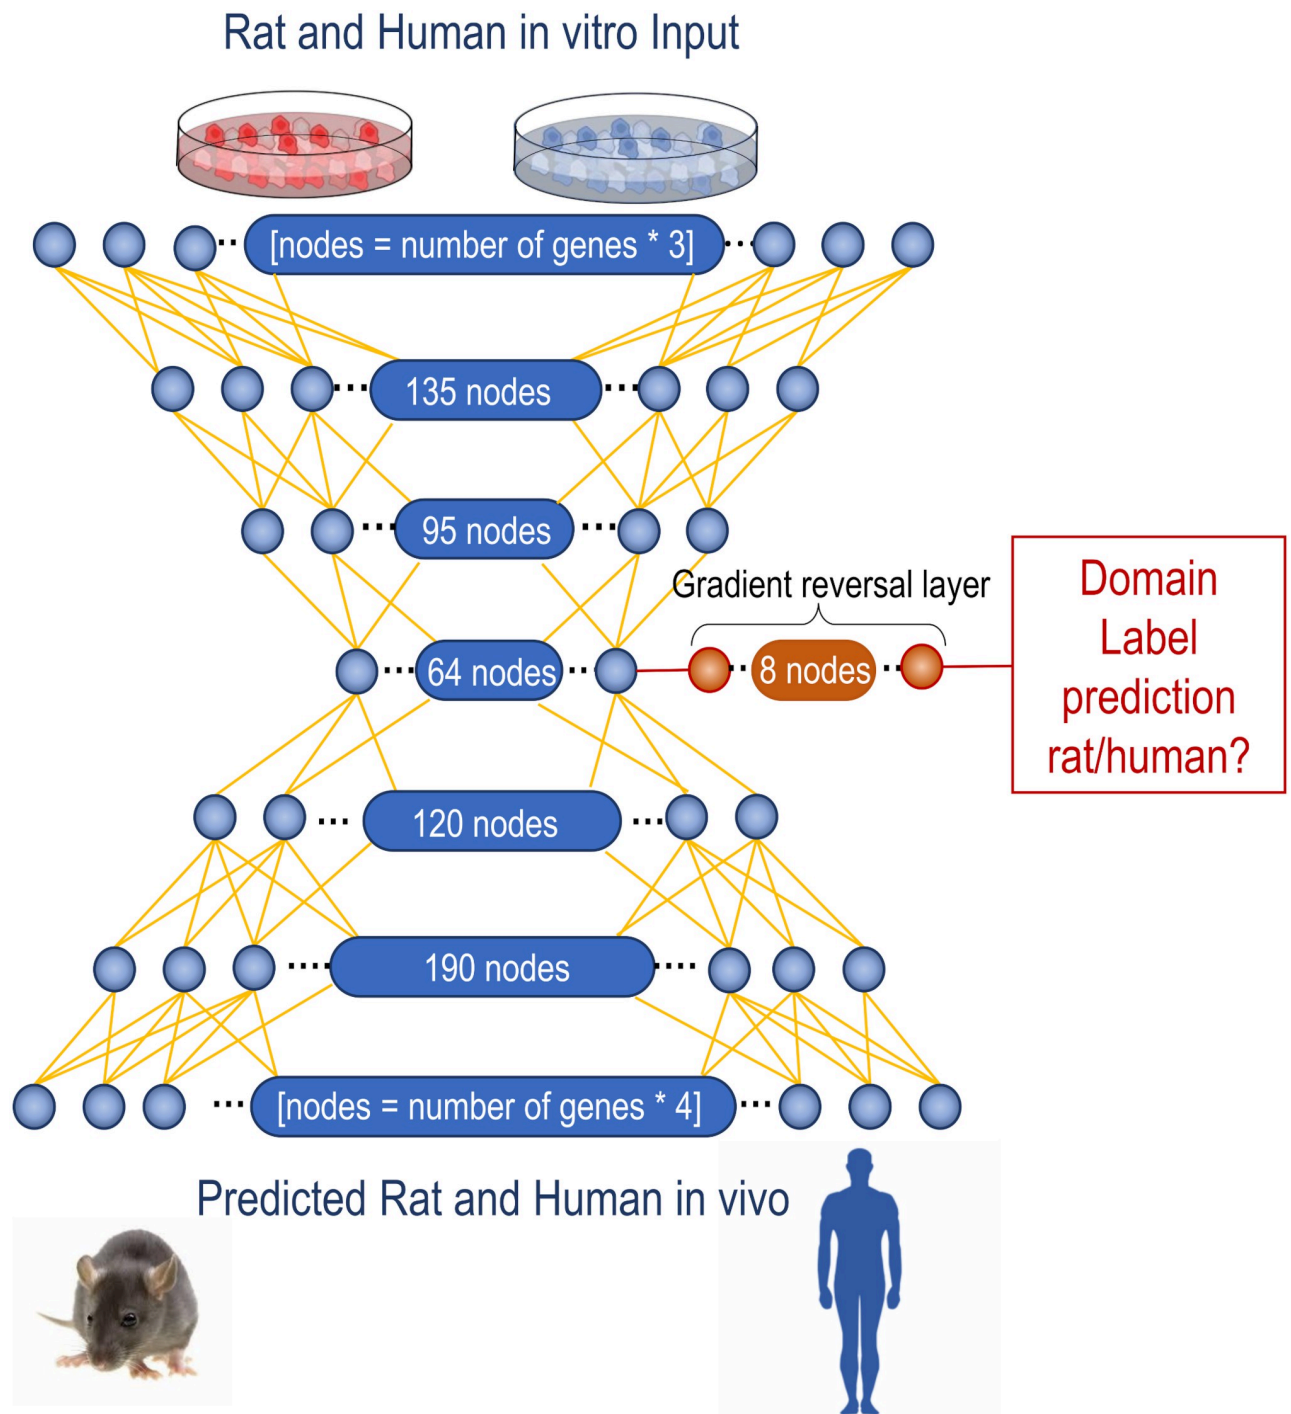 Rat and Human in vitro Input
[nodes = number of genes * 3]
135 nodes
95 nodes
Gradient reversal layer
64 nodes
8 nodes
Domain
Label
prediction
rat/human?
120 nodes
190 nodes
[nodes = number of genes * 4]
Predicted Rat and Human in vivo